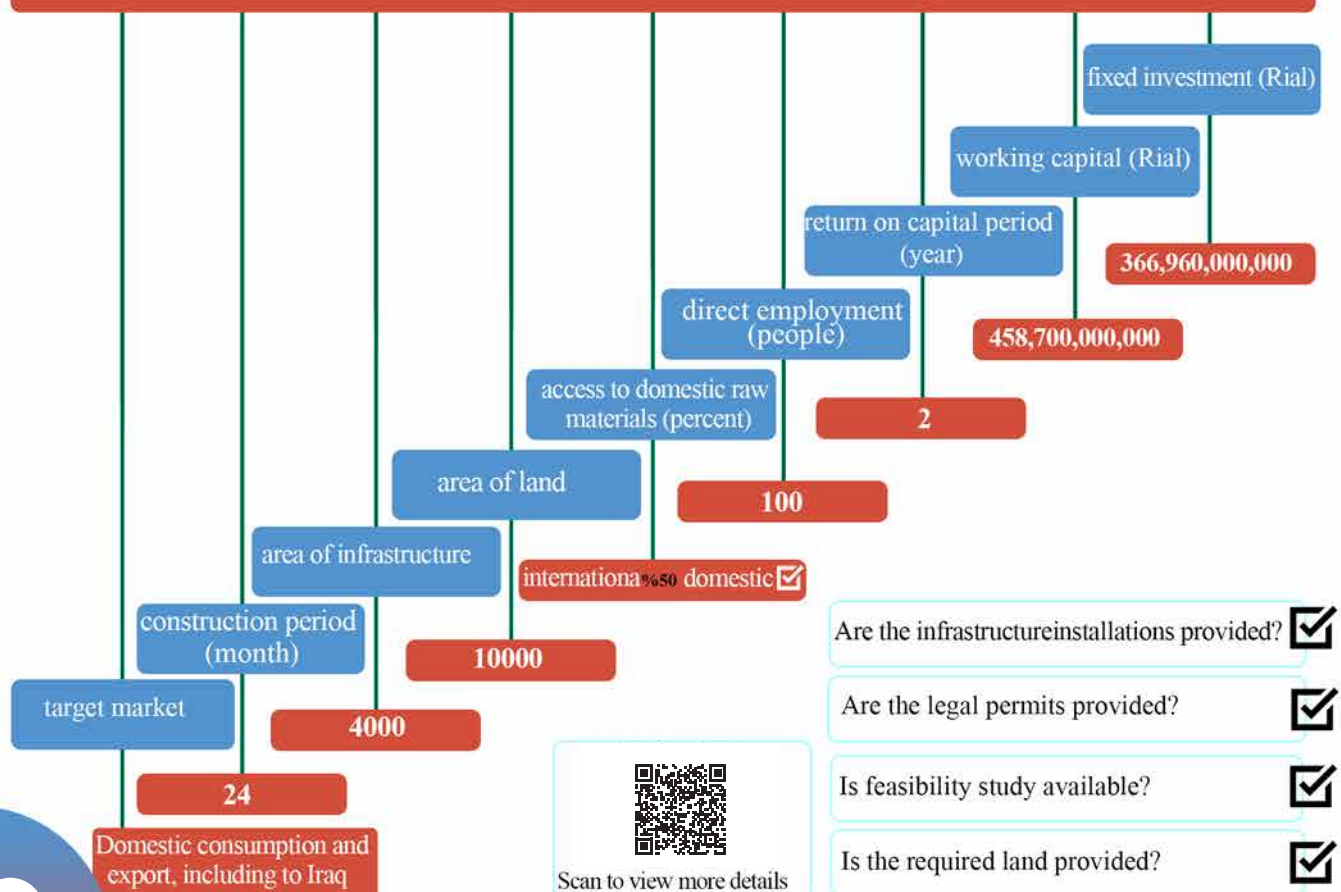 fixed investment (Rial)
366,960,000,000
working capital (Rial)
458,700,000,000
return on capital period
(year)
2
direct employment
(people)
100
access to domestic raw
materials (percent)
internationa%50 domestic
area of land
10000
area of infrastructure
4000
construction period
(month)
24
target market
Domestic consumption and
export, including to Iraq
Are the infrastructureinstallations provided?
Are the legal permits provided?
Is feasibility study available?
Is the required land provided?
Scan to view more details